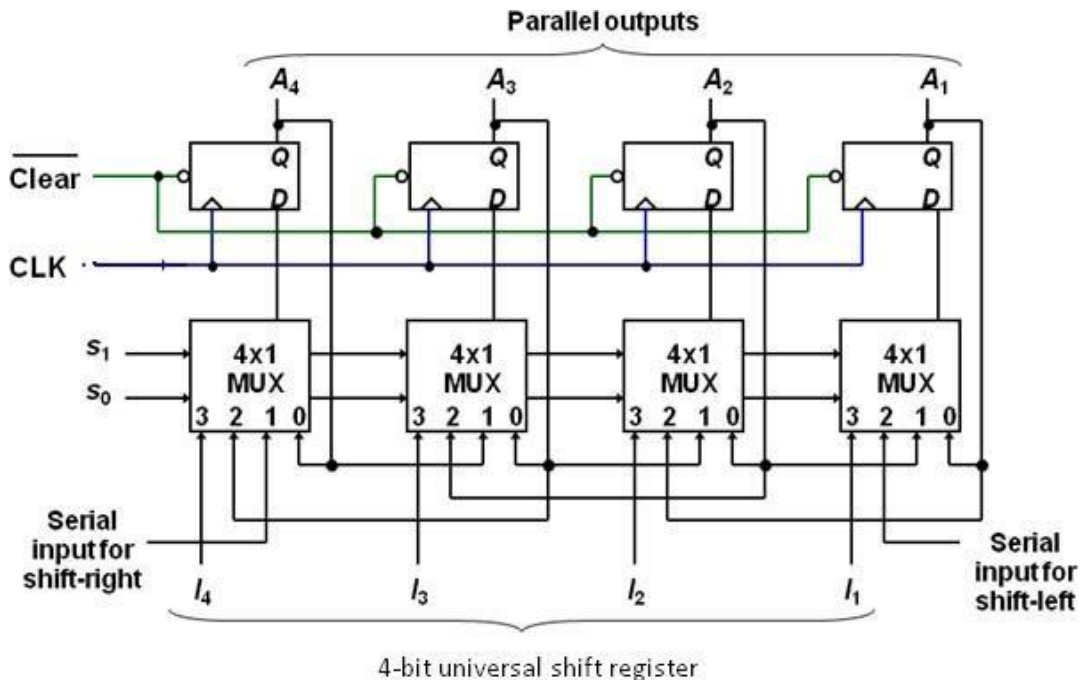 Parallel outputs
A4 A3 A2 A1
Clear
Q Q Q Q
D D D D
CLK
s1
s0
4x1 MUX 4x1 MUX 4x1 MUX 4x1 MUX
3 2 1 0 3 2 1 0 3 2 1 0 3 2 1 0
Serial
input for
shift-right
I4 I3 I2 I1
Serial
input for
shift-left
4-bit universal shift register